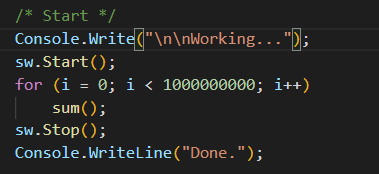 /* Start */
Console.Write("\n\nWorking...");
sw.Start();
for (i = 0; i < 1000000000; i++)
    sum();
sw.Stop();
Console.WriteLine("Done.");